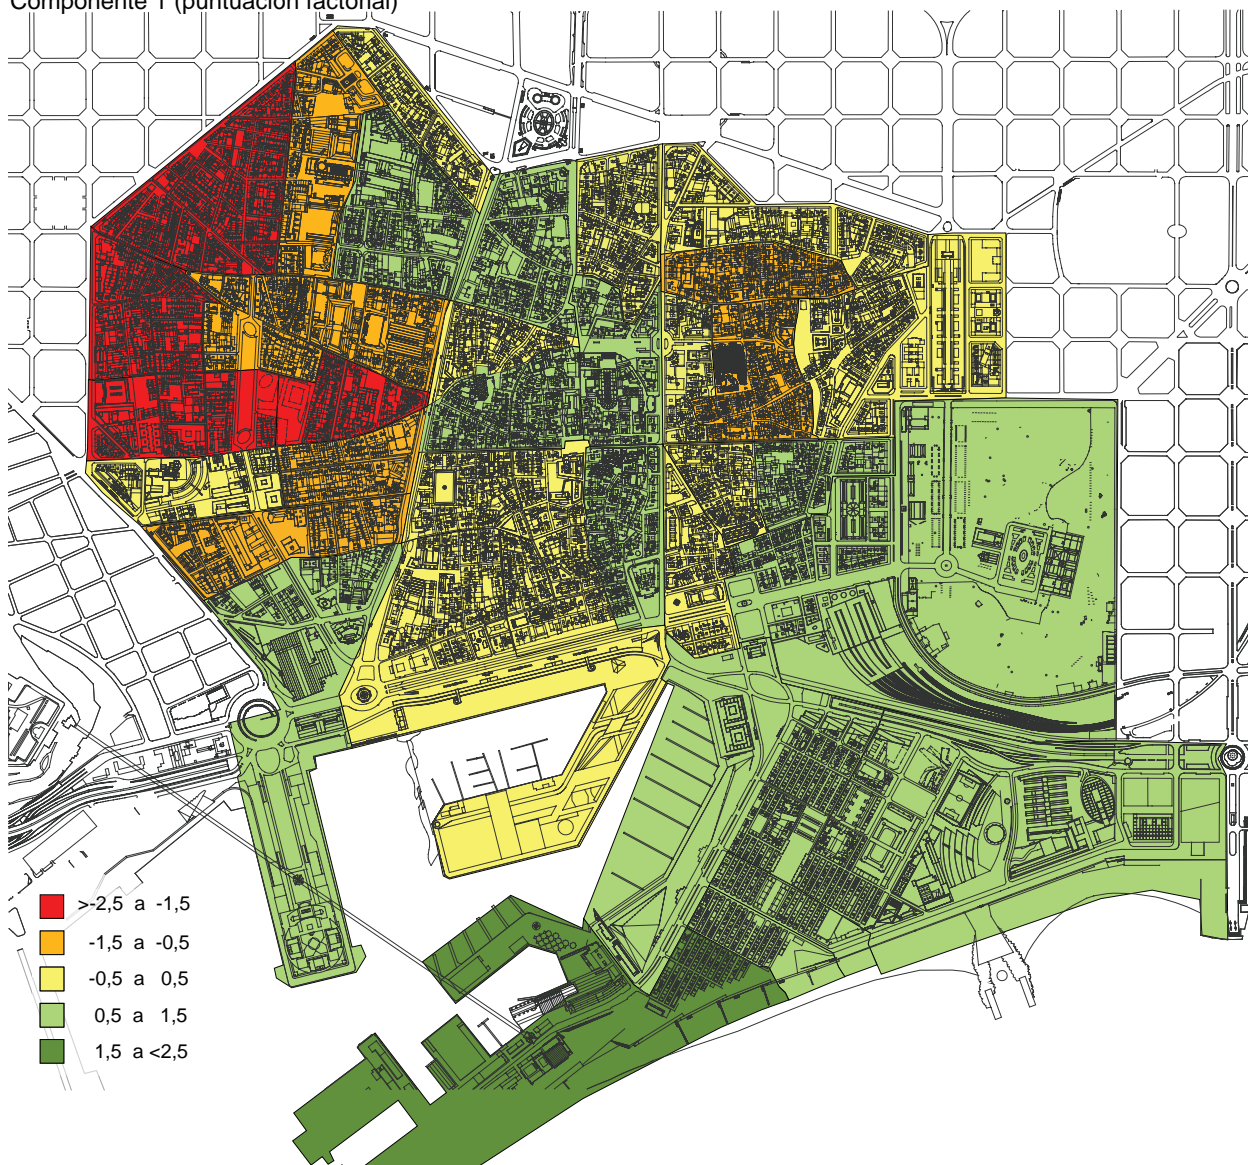 Componente 1 (puntuación factorial)
>-2,5 a -1,5
-1,5 a -0,5
-0,5 a 0,5
0,5 a 1,5
1,5 a <2,5